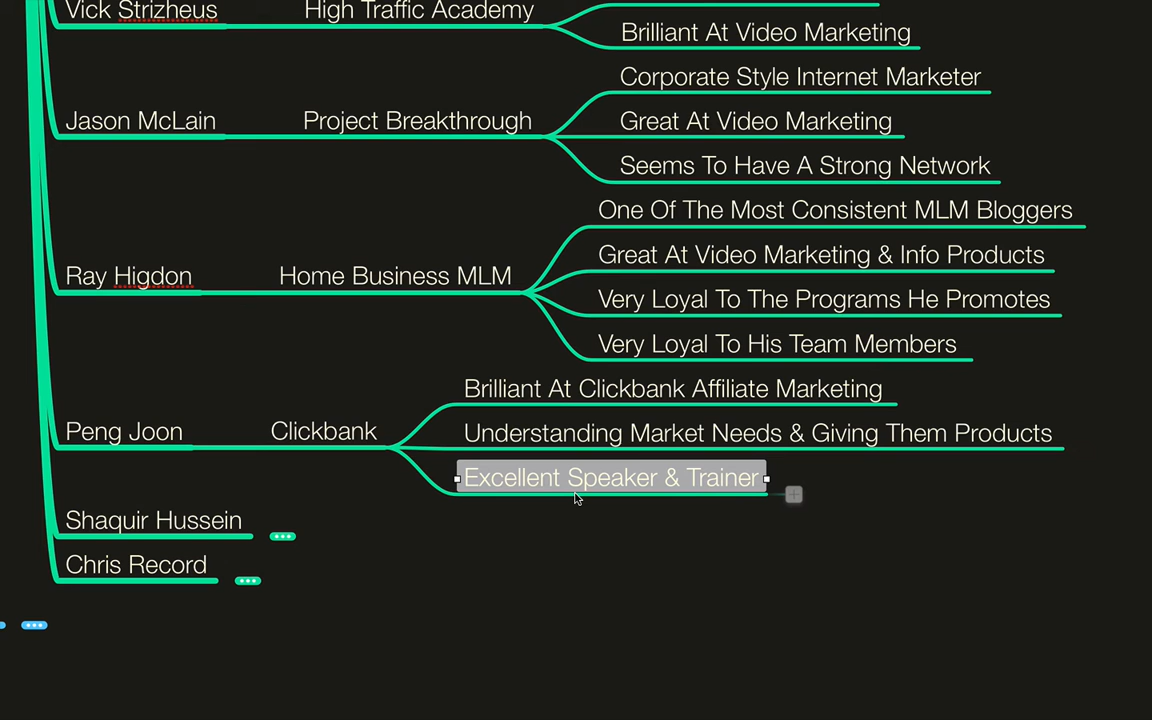 Vick Strizheus
High Traffic Academy
Brilliant At Video Marketing
Jason McLain
Project Breakthrough
Corporate Style Internet Marketer
Great At Video Marketing
Seems To Have A Strong Network
Ray Higdon
Home Business MLM
One Of The Most Consistent MLM Bloggers
Great At Video Marketing & Info Products
Very Loyal To The Programs He Promotes
Very Loyal To His Team Members
Peng Joon
Clickbank
Brilliant At Clickbank Affiliate Marketing
Understanding Market Needs & Giving Them Products
Excellent Speaker & Trainer
Shaquir Hussein
Chris Record